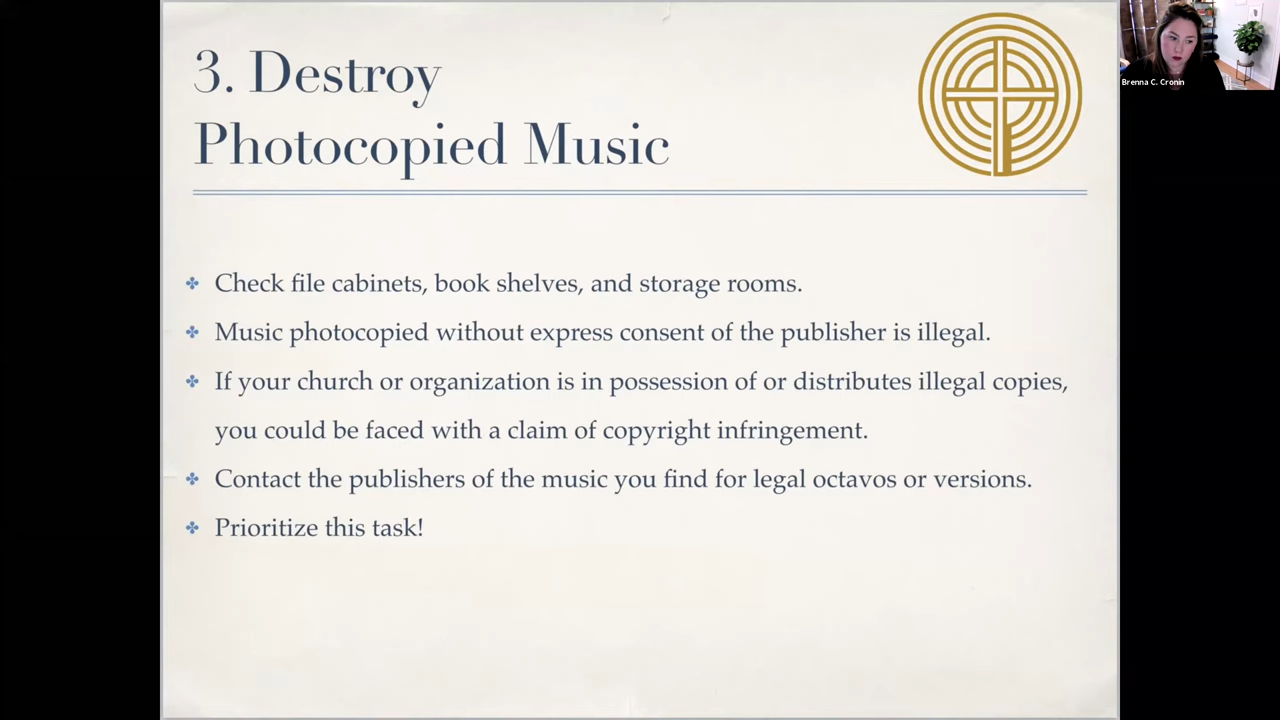 3. Destroy
Photocopied Music
Brenna C. Cronin
Check file cabinets, book shelves, and storage rooms.
Music photocopied without express consent of the publisher is illegal.
If your church or organization is in possession of or distributes illegal copies,
you could be faced with a claim of copyright infringement.
Contact the publishers of the music you find for legal octavos or versions.
Prioritize this task!